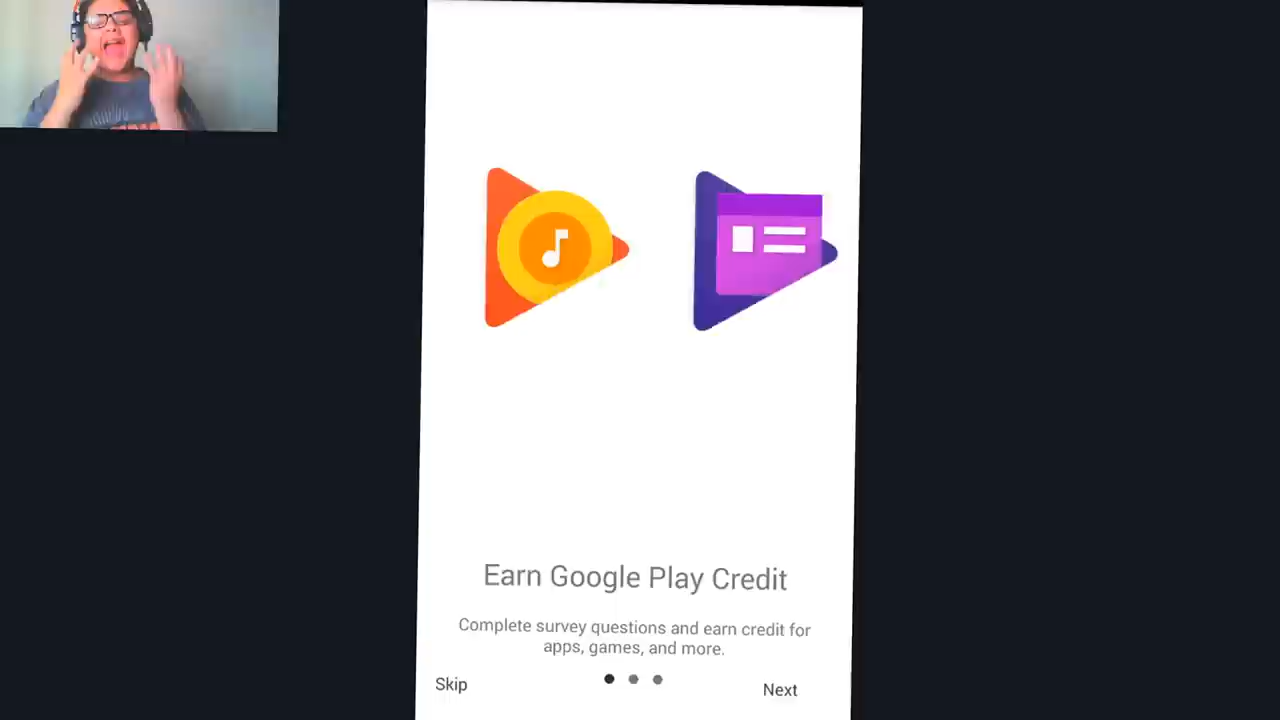 Earn Google Play Credit
Complete survey questions and earn credit for
apps, games, and more.
Skip
Next